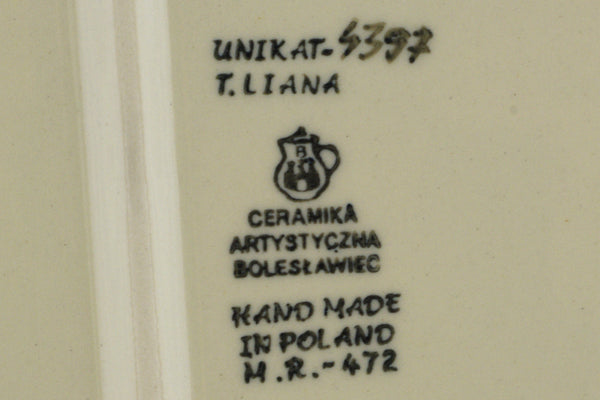 UNIKAT-4397
T.LIANA
B
CERAMIKA
ARTYSTYCZNA
BOLESŁAWIEC
HAND MADE
IN POLAND
M.R.-472